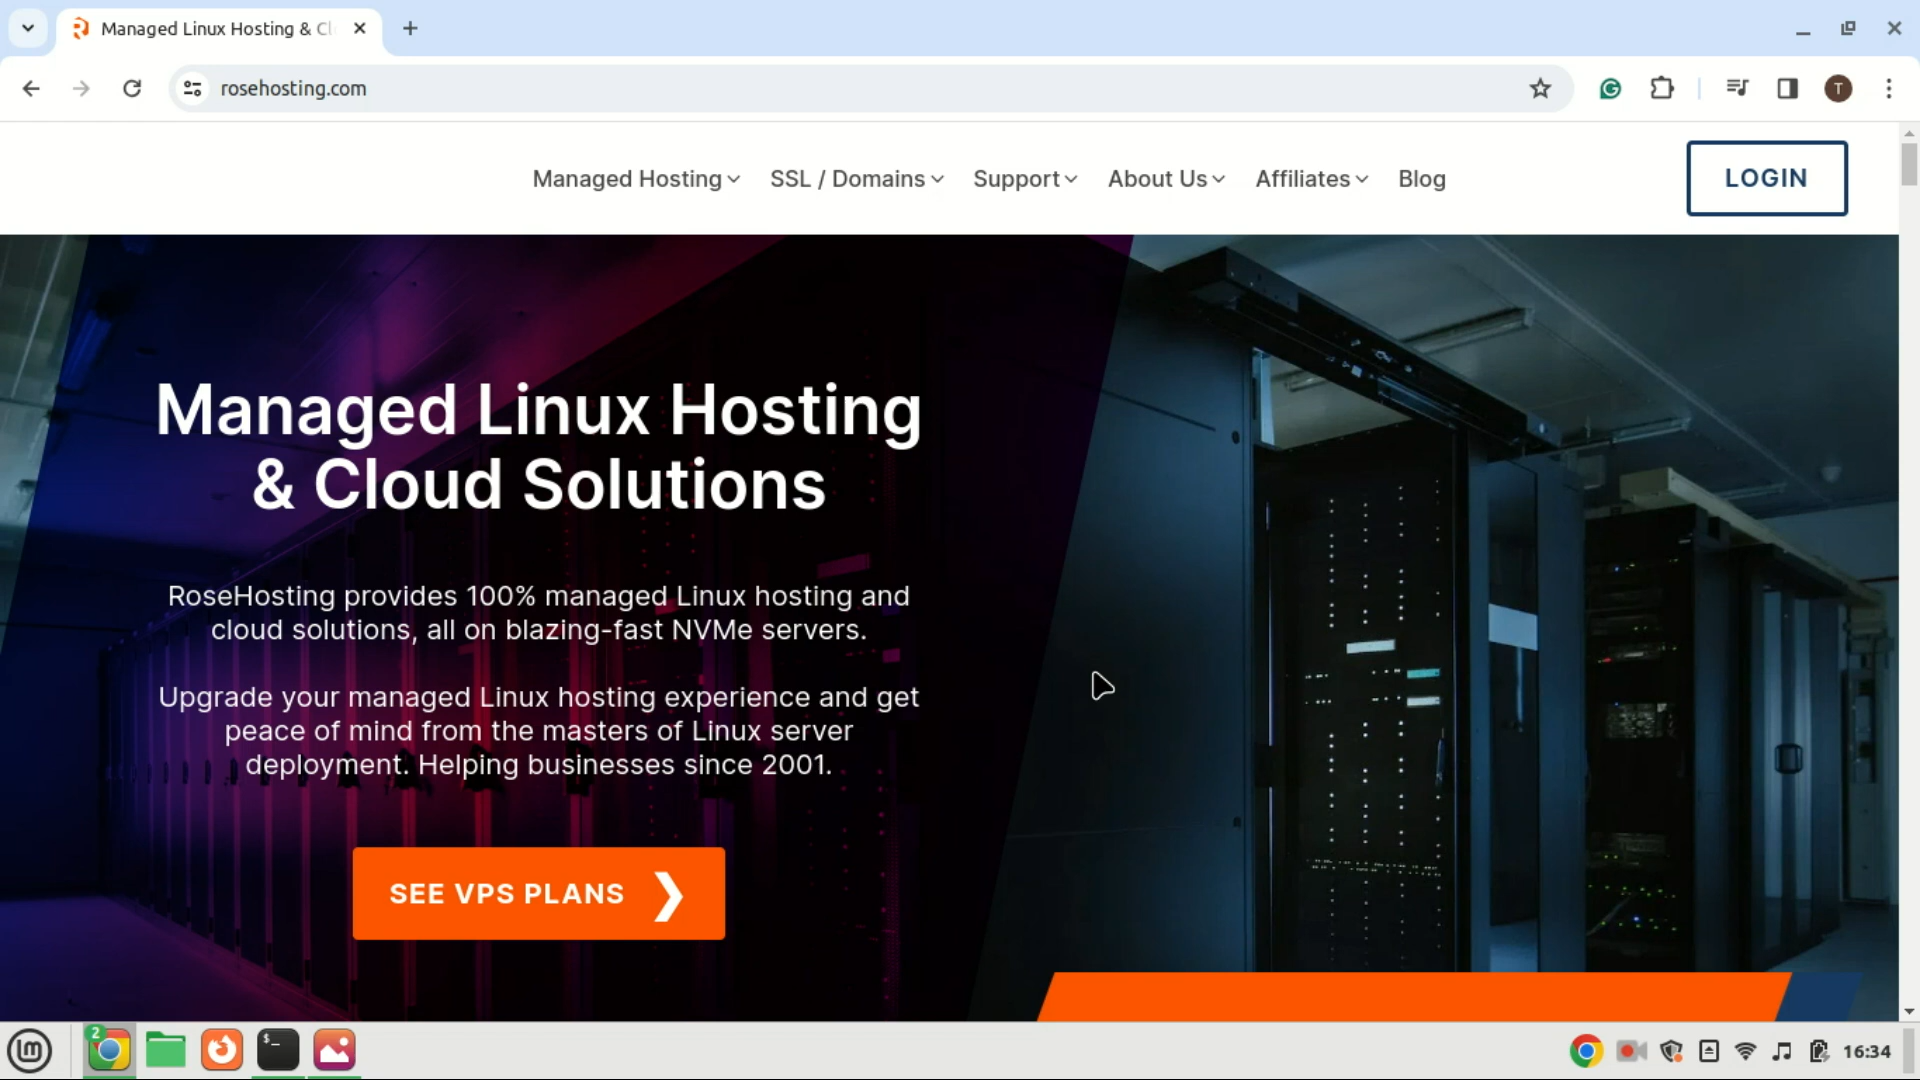 Managed Linux Hosting & Cl
rosehosting.com
T
Managed Hosting
SSL / Domains
Support
About Us
Affiliates
Blog
LOGIN
Managed Linux Hosting
& Cloud Solutions
RoseHosting provides 100% managed Linux hosting and
cloud solutions, all on blazing-fast NVMe servers.
Upgrade your managed Linux hosting experience and get
peace of mind from the masters of Linux server
deployment. Helping businesses since 2001.
SEE VPS PLANS
2
$_
16:34